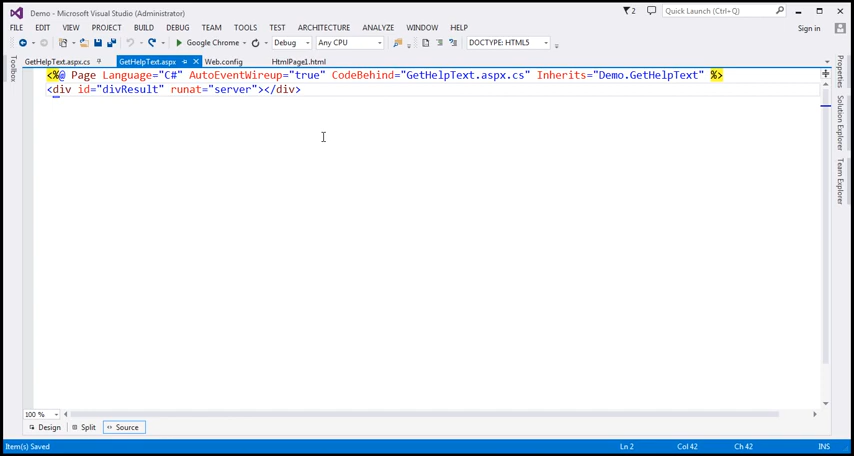 Demo - Microsoft Visual Studio (Administrator)
2
Quick Launch (Ctrl+Q)
FILE EDIT VIEW PROJECT BUILD DEBUG TEAM TOOLS TEST ARCHITECTURE ANALYZE WINDOW HELP
Sign in
Google Chrome Debug Any CPU DOCTYPE: HTML5
Toolbox
GetHelpText.aspx.cs GetHelpText.aspx Web.config HtmlPage1.html
<%@ Page Language="C#" AutoEventWireup="true" CodeBehind="GetHelpText.aspx.cs" Inherits="Demo.GetHelpText" %>
<div id="divResult" runat="server"></div>
Properties
Solution Explorer
Team Explorer
100 %
Design Split Source
Item(s) Saved Ln 2 Col 42 Ch 42 INS